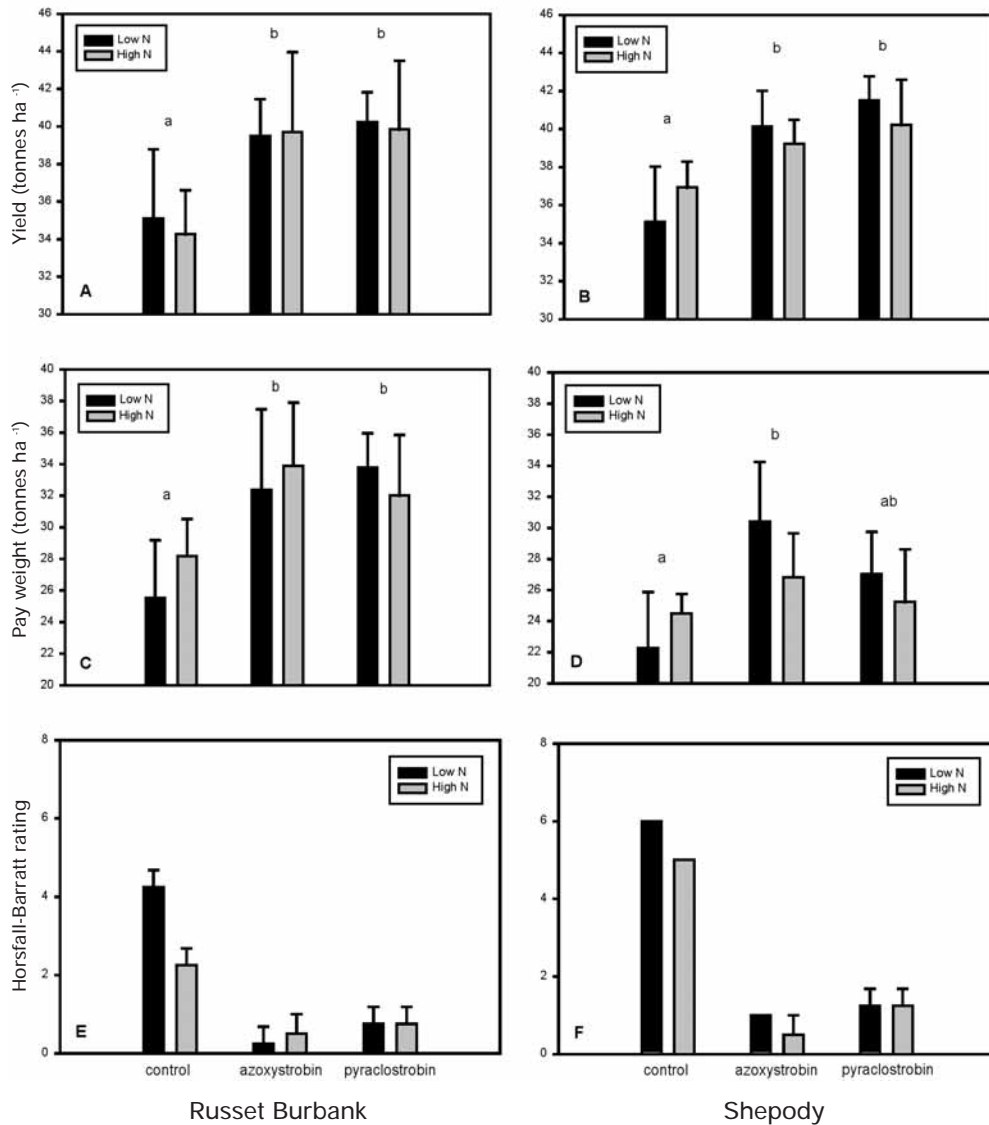 46
44
42
40
38
36
34
32
30
Yield (tonnes ha -1)
Low N
High N
a
b
b
A
46
44
42
40
38
36
34
32
30
Low N
High N
a
b
b
B
40
38
36
34
32
30
28
26
24
22
20
Pay weight (tonnes ha -1)
Low N
High N
a
b
b
C
40
38
36
34
32
30
28
26
24
22
20
Low N
High N
a
b
ab
D
8
6
4
2
0
Horsfall-Barratt rating
Low N
High N
E
control azoxystrobin pyraclostrobin
Russet Burbank
8
6
4
2
0
Low N
High N
F
control azoxystrobin pyraclostrobin
Shepody